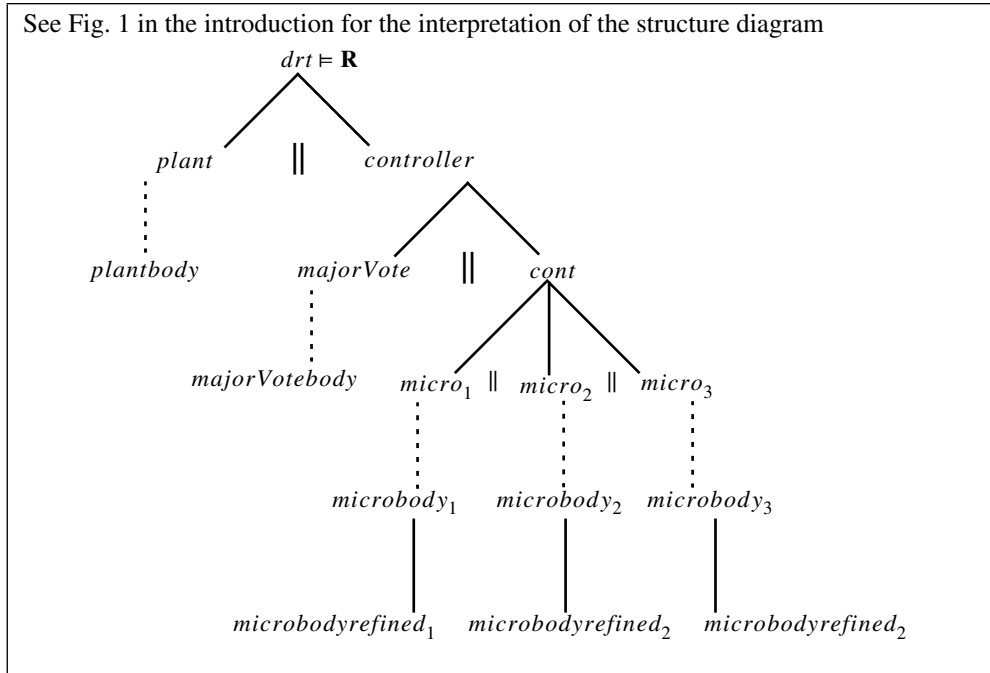 See Fig. 1 in the introduction for the interpretation of the structure diagram
drt ⊨ R
plant || controller
plantbody majorVote || cont
majorVotebody micro₁ || micro₂ || micro₃
microbody₁ microbody₂ microbody₃
microbodyrefined₁ microbodyrefined₂ microbodyrefined₂